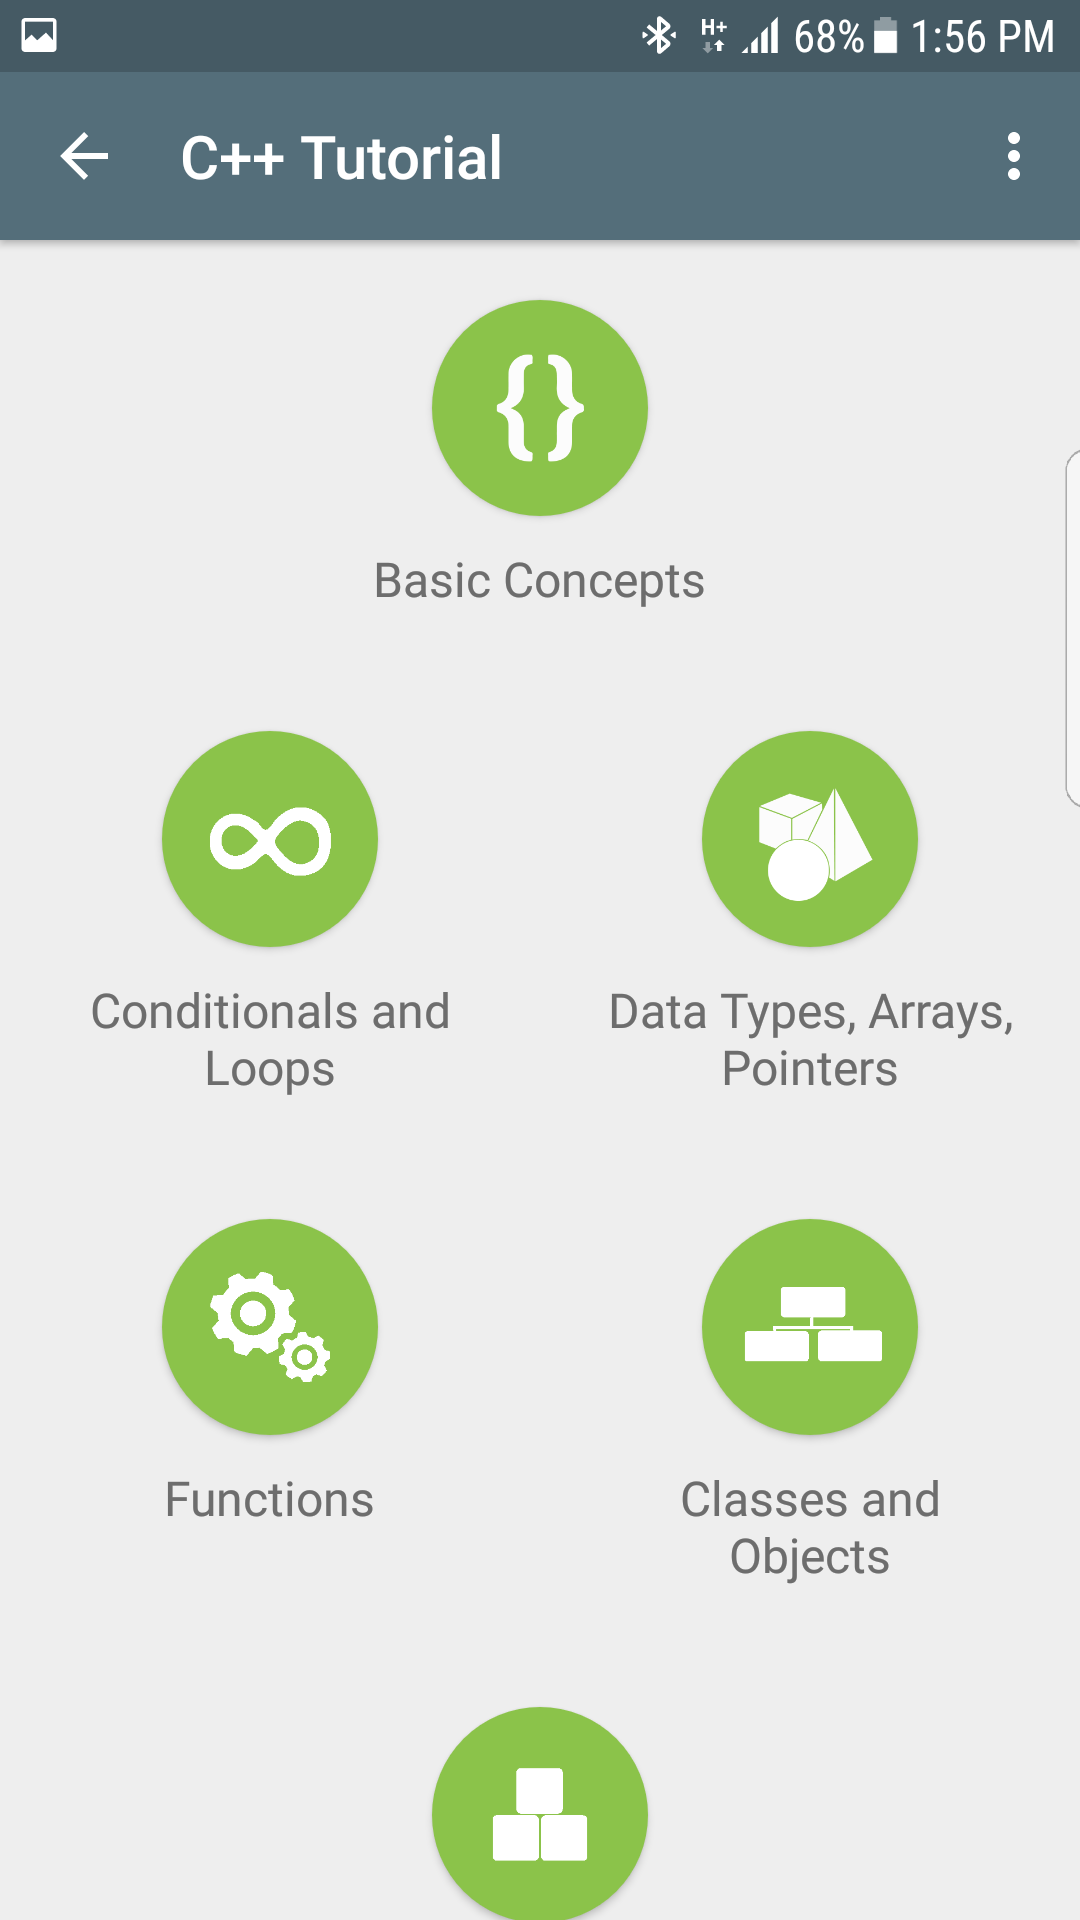 H+ 68% 1:56 PM
C++ Tutorial
{}
Basic Concepts
Conditionals and
Loops
Data Types, Arrays,
Pointers
Functions
Classes and
Objects